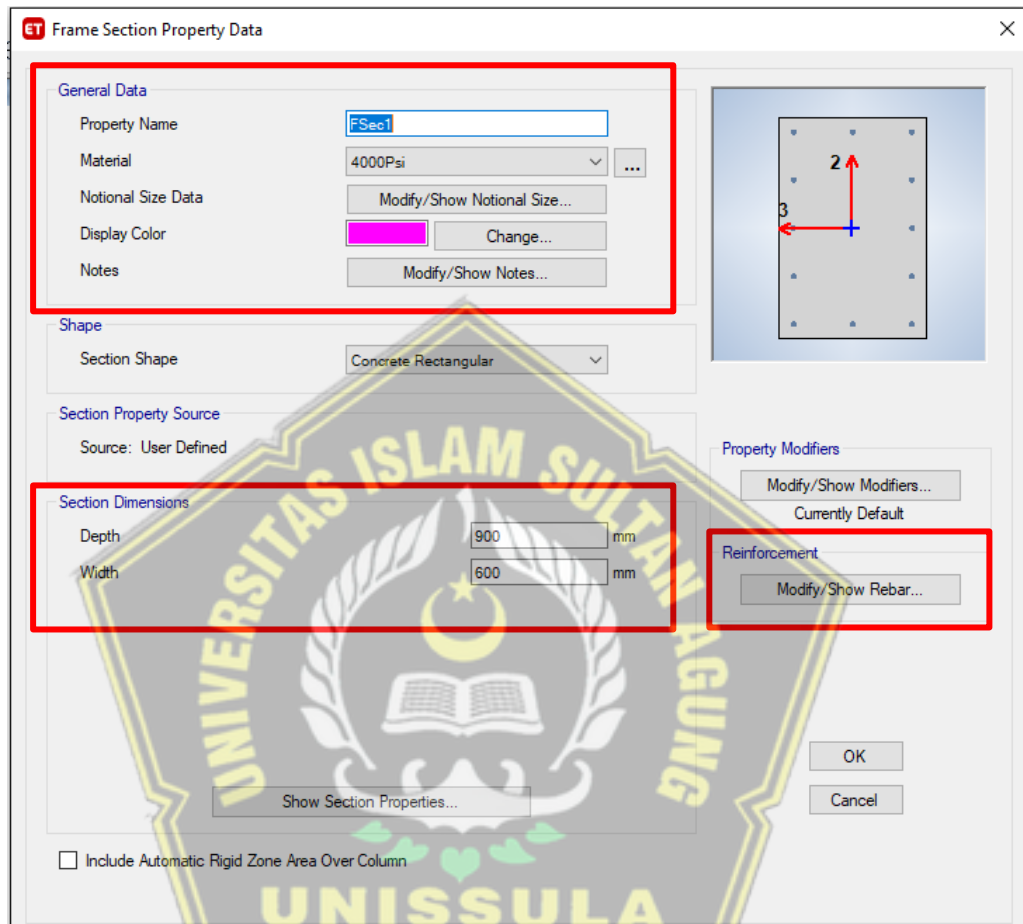 ET Frame Section Property Data
General Data
Property Name FSec1
Material 4000Psi ...
Notional Size Data Modify/Show Notional Size...
Display Color Change...
Notes Modify/Show Notes...
2
3
Shape
Section Shape Concrete Rectangular
Section Property Source
Source: User Defined
Property Modifiers
Modify/Show Modifiers...
Currently Default
Section Dimensions
Depth 900 mm
Width 600 mm
Reinforcement
Modify/Show Rebar...
OK
Cancel
Show Section Properties...
Include Automatic Rigid Zone Area Over Column
UNIVERSITAS ISLAM SULTAN AGUNG
UNISSULA